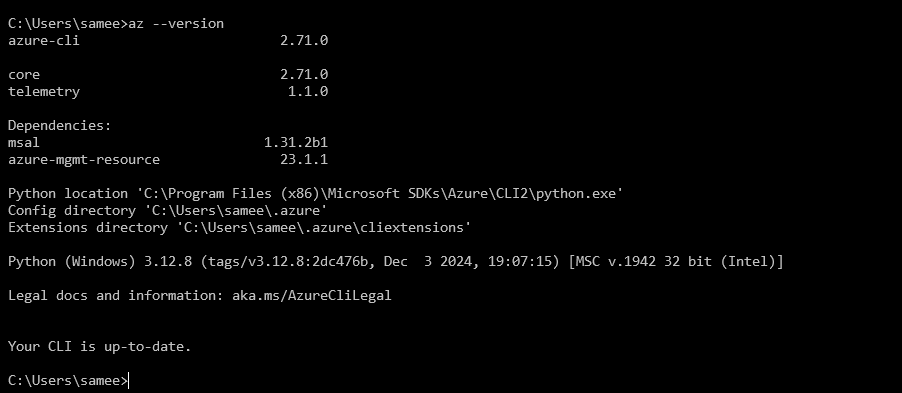 C:\Users\samee>az --version
azure-cli                         2.71.0
core                              2.71.0
telemetry                          1.1.0
Dependencies:
msal                            1.31.2b1
azure-mgmt-resource               23.1.1
Python location 'C:\Program Files (x86)\Microsoft SDKs\Azure\CLI2\python.exe'
Config directory 'C:\Users\samee\.azure'
Extensions directory 'C:\Users\samee\.azure\cliextensions'
Python (Windows) 3.12.8 (tags/v3.12.8:2dc476b, Dec  3 2024, 19:07:15) [MSC v.1942 32 bit (Intel)]
Legal docs and information: aka.ms/AzureCliLegal
Your CLI is up-to-date.
C:\Users\samee>